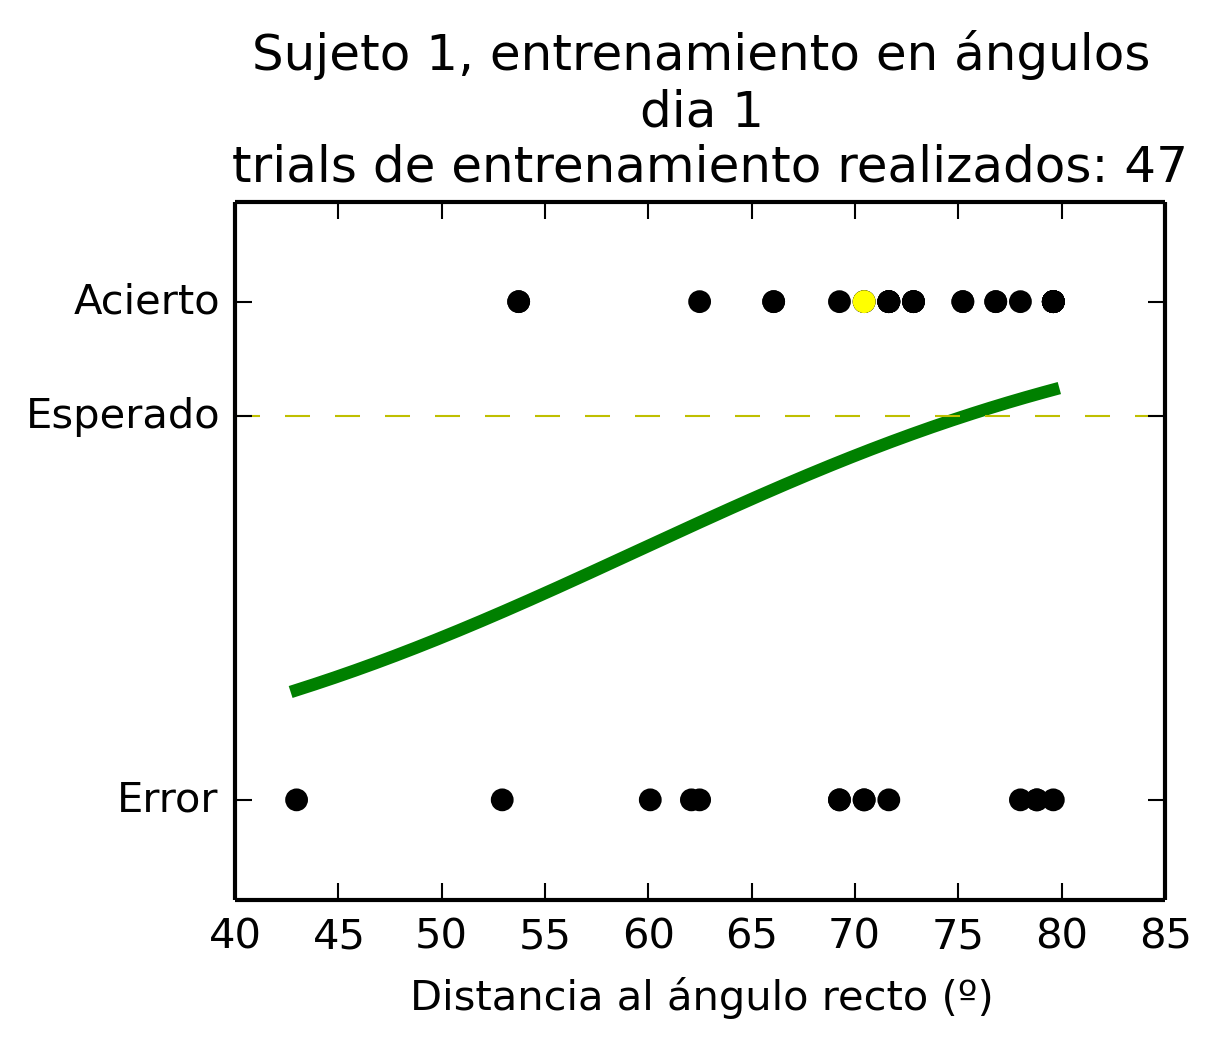 Sujeto 1, entrenamiento en ángulos
dia 1
trials de entrenamiento realizados: 47
Acierto
Esperado
Error
40 45 50 55 60 65 70 75 80 85
Distancia al ángulo recto (º)